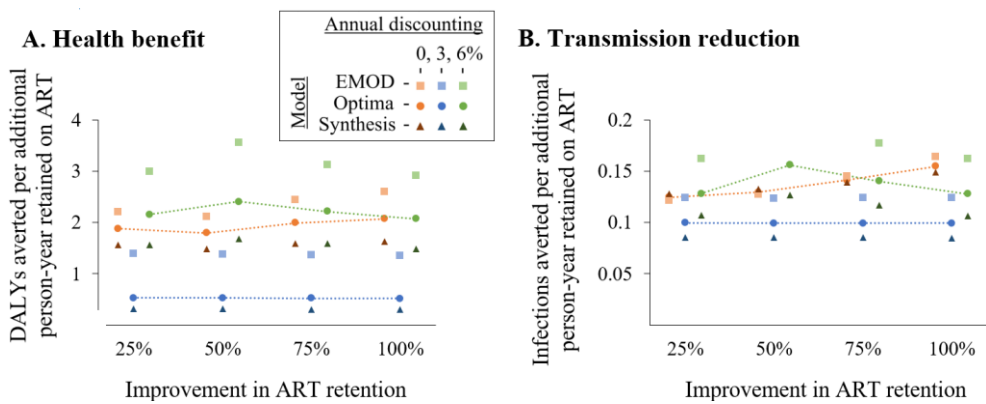 A. Health benefit
DALYs averted per additional
person-year retained on ART
4
3
2
1
25% 50% 75% 100%
Improvement in ART retention
Annual discounting
0, 3, 6%
Model
EMOD -
Optima -
Synthesis -
B. Transmission reduction
Infections averted per additional
person-year retained on ART
0.2
0.15
0.1
0.05
25% 50% 75% 100%
Improvement in ART retention